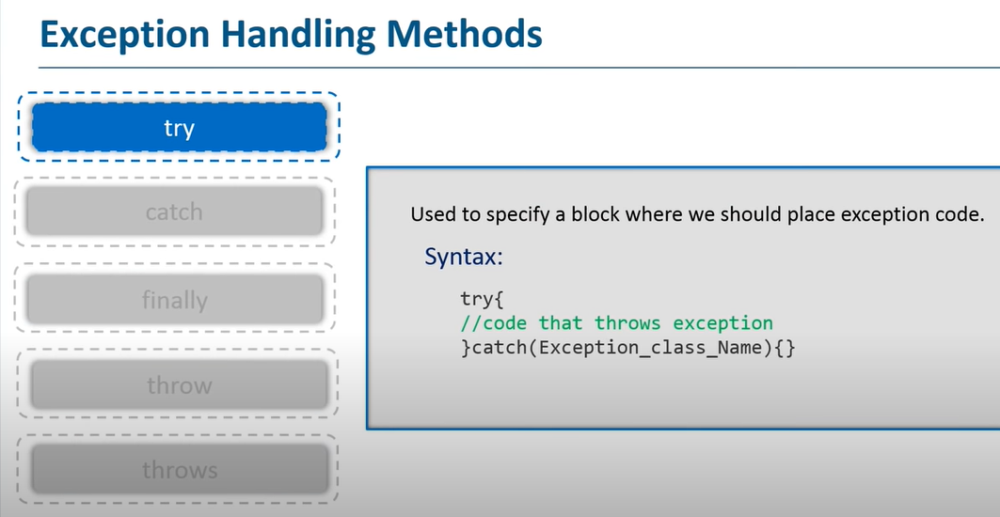 Exception Handling Methods
try
catch
finally
throw
throws
Used to specify a block where we should place exception code.
Syntax:
try{
//code that throws exception
}catch(Exception_class_Name){}